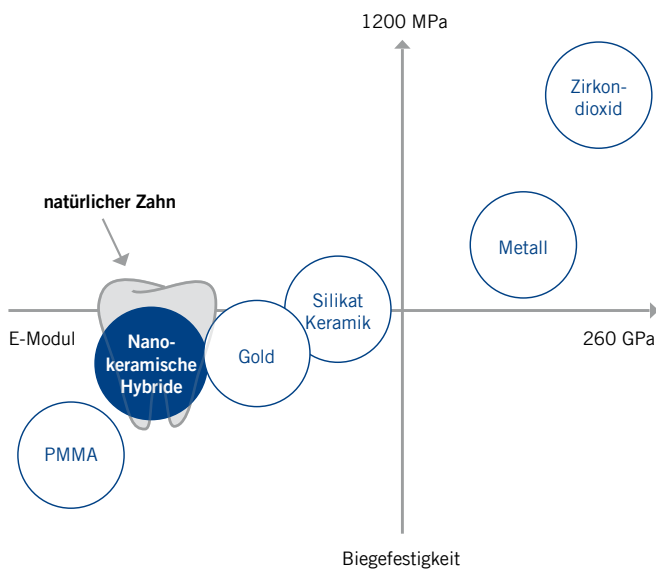 1200 MPa
Zirkon-
dioxid
natürlicher Zahn
Metall
Silikat
Keramik
E-Modul
260 GPa
Nano-
keramische
Hybride
Gold
PMMA
Biegefestigkeit